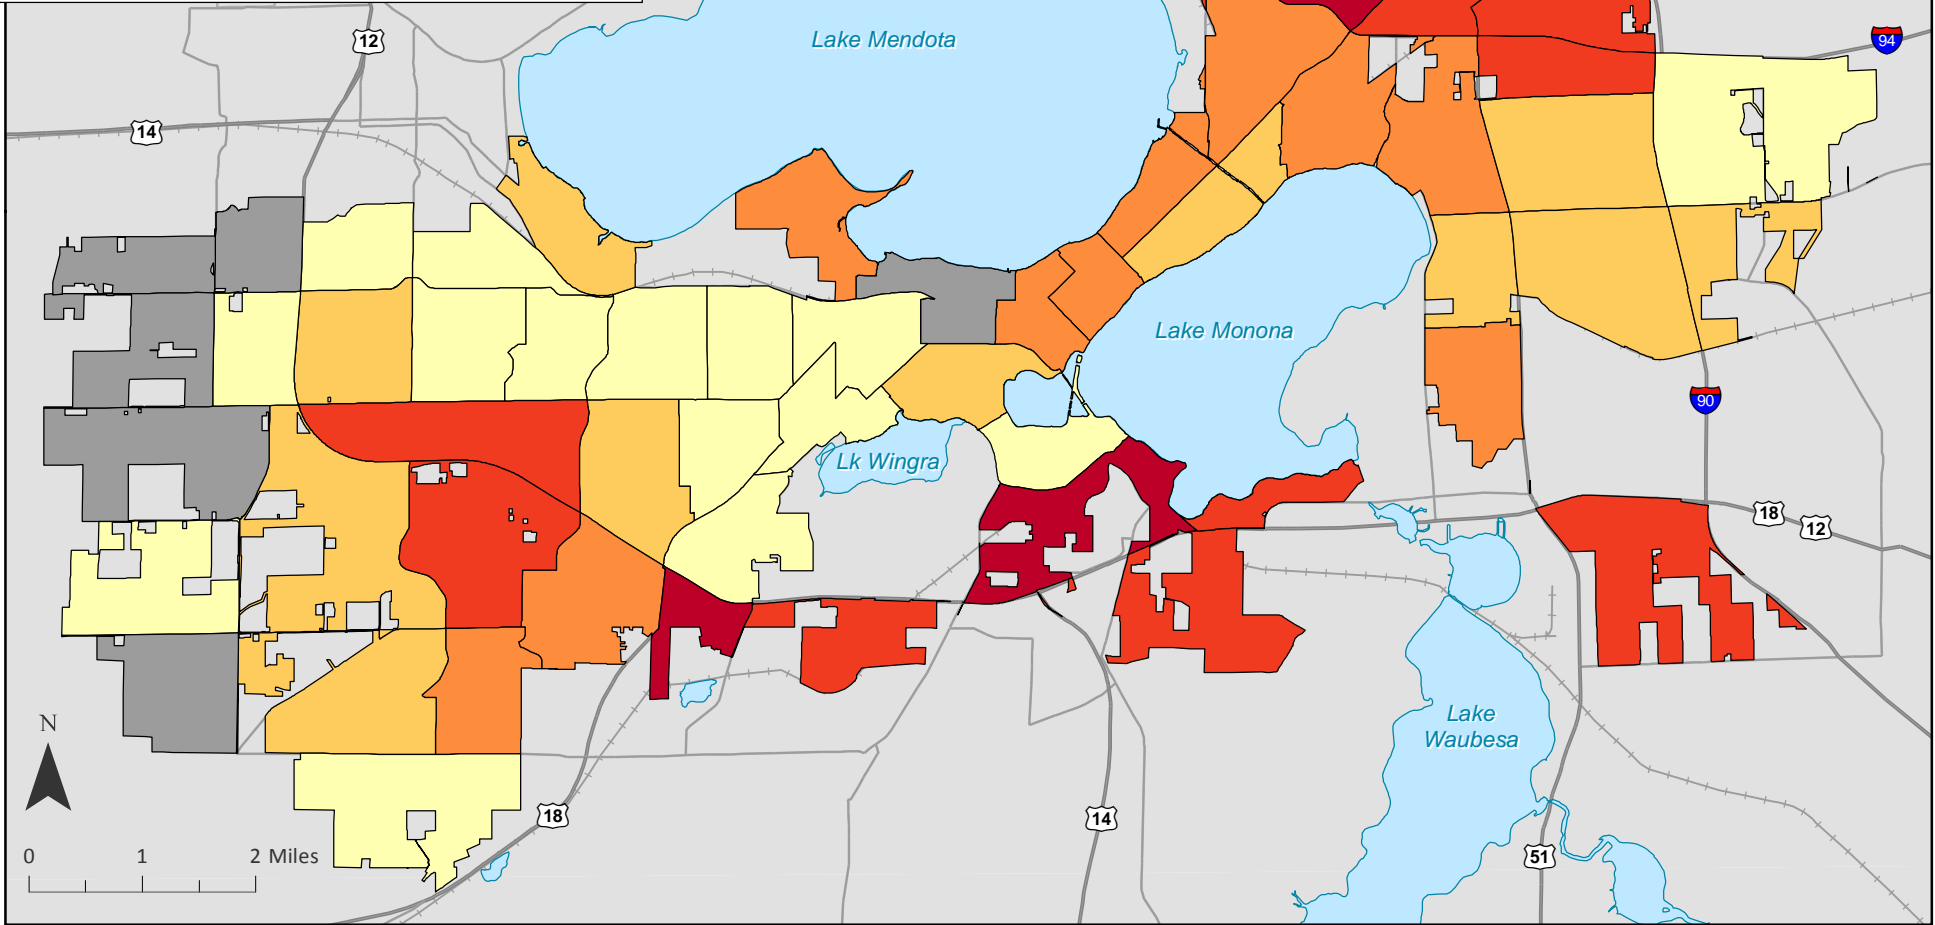 Lake Mendota
12
94
14
Lake Monona
90
Lk Wingra
18
12
Lake
Waubesa
N
18
14
0 1 2 Miles
51